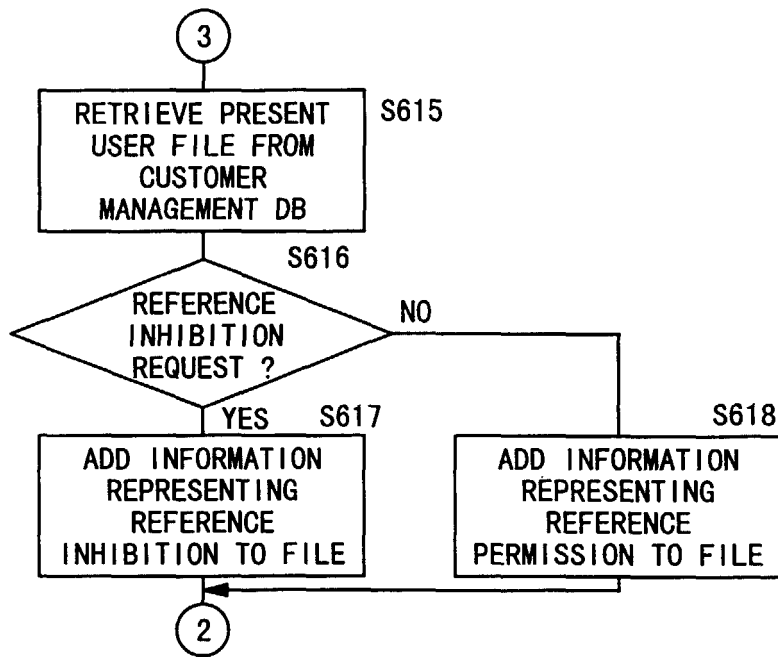 3
RETRIEVE PRESENT
USER FILE FROM
CUSTOMER
MANAGEMENT DB
S615
S616
REFERENCE
INHIBITION
REQUEST ?
NO
YES
S617
S618
ADD INFORMATION
REPRESENTING
REFERENCE
INHIBITION TO FILE
ADD INFORMATION
REPRESENTING
REFERENCE
PERMISSION TO FILE
2